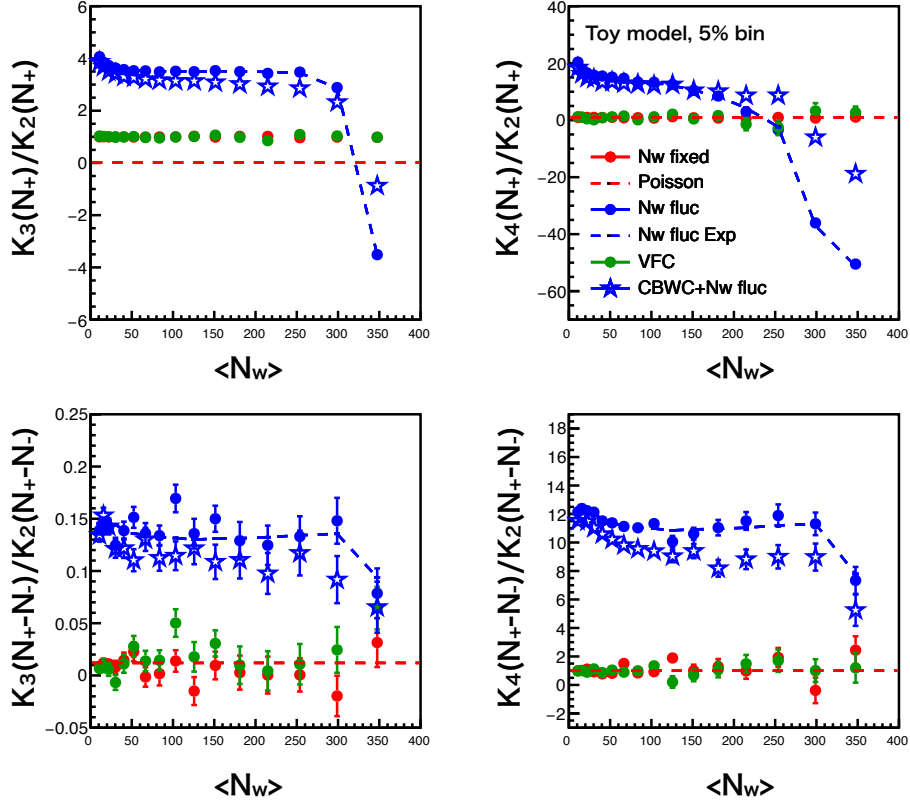 K3(N+)/K2(N+)
6
4
2
0
−2
−4
−6
0 50 100 150 200 250 300 350 400
<Nw>
K4(N+)/K2(N+)
40
20
0
−20
−40
−60
0 50 100 150 200 250 300 350 400
<Nw>
Toy model, 5% bin
Nw fixed
Poisson
Nw fluc
Nw fluc Exp
VFC
CBWC+Nw fluc
K3(N+-N-)/K2(N+-N-)
0.25
0.2
0.15
0.1
0.05
0
−0.05
0 50 100 150 200 250 300 350 400
<Nw>
K4(N+-N-)/K2(N+-N-)
18
16
14
12
10
8
6
4
2
0
−2
0 50 100 150 200 250 300 350 400
<Nw>